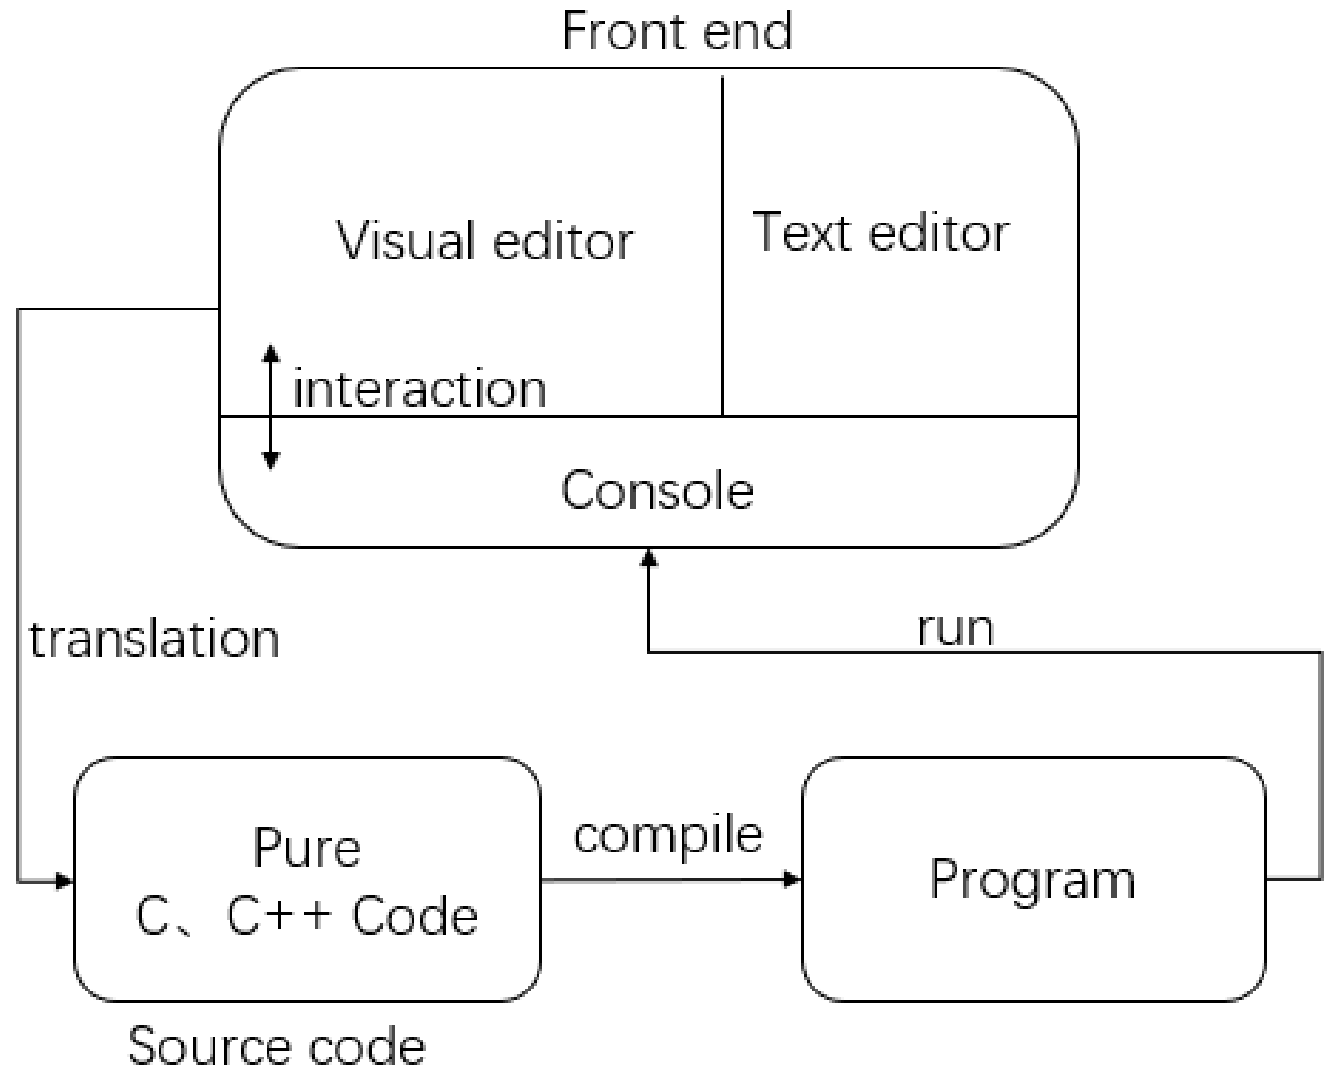 Front end
Visual editor
Text editor
interaction
Console
translation
run
Pure
C、C++ Code
compile
Program
Source code